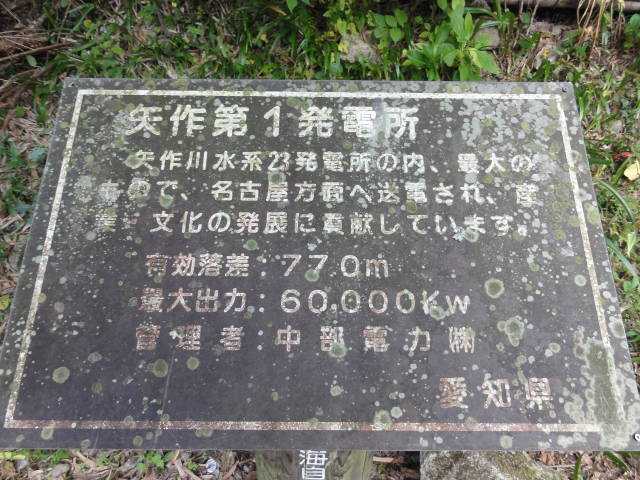 矢作第1発電所
矢作川水系23発電所の内、最大の
もので、名古屋方面へ送電され、産
業 文化の発展に貢献しています。
有効落差：77.0m
最大出力：60,000Kw
管理者：中部電力㈱
愛知県